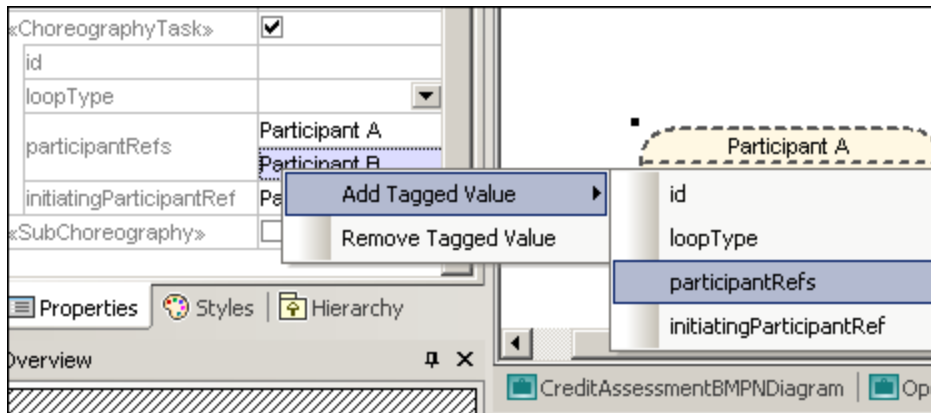 «ChoreographyTask»
id
loopType
participantRefs
Participant A
Participant B
initiatingParticipantRef
Pa
«SubChoreography»
Add Tagged Value
Remove Tagged Value
Participant A
id
loopType
participantRefs
initiatingParticipantRef
Properties Styles Hierarchy
Overview
CreditAssessmentBMPNDiagram Op